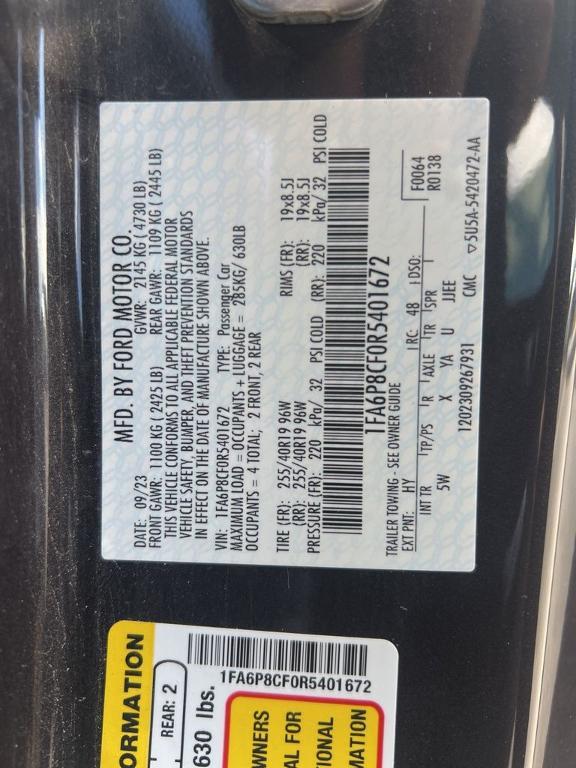 MFD. BY FORD MOTOR CO.
DATE: 09/23 GVWR: 2145 KG ( 4730 LB)
FRONT GAWR: 1100 KG ( 2425 LB) REAR GAWR: 1109 KG ( 2445 LB)
THIS VEHICLE CONFORMS TO ALL APPLICABLE FEDERAL MOTOR
VEHICLE SAFETY, BUMPER, AND THEFT PREVENTION STANDARDS
IN EFFECT ON THE DATE OF MANUFACTURE SHOWN ABOVE.
VIN: 1FA6P8CF0R5401672 TYPE: Passenger Car
MAXIMUM LOAD = OCCUPANTS + LUGGAGE = 285KG/ 630LB
OCCUPANTS = 4 TOTAL; 2 FRONT, 2 REAR
TIRE (FR): 255/40R19 96W RIMS (FR): 19x8.5J
(RR): 255/40R19 96W (RR): 19x8.5J
PRESSURE (FR): 220 kPa/ 32 PSI COLD (RR): 220 kPa/ 32 PSI COLD
1FA6P8CF0R5401672
TRAILER TOWING - SEE OWNER GUIDE
EXT PNT: HY RC: 48 DSO: F0064
R0138
INT TR TP/PS R AXLE TR SPR
5W X YA U JJEE
1202309267931 CMC ▽5U5A-5420472-AA
ORMATION
REAR: 2
630 lbs.
1FA6P8CF0R5401672
WNERS
AL FOR
TIONAL
MATION